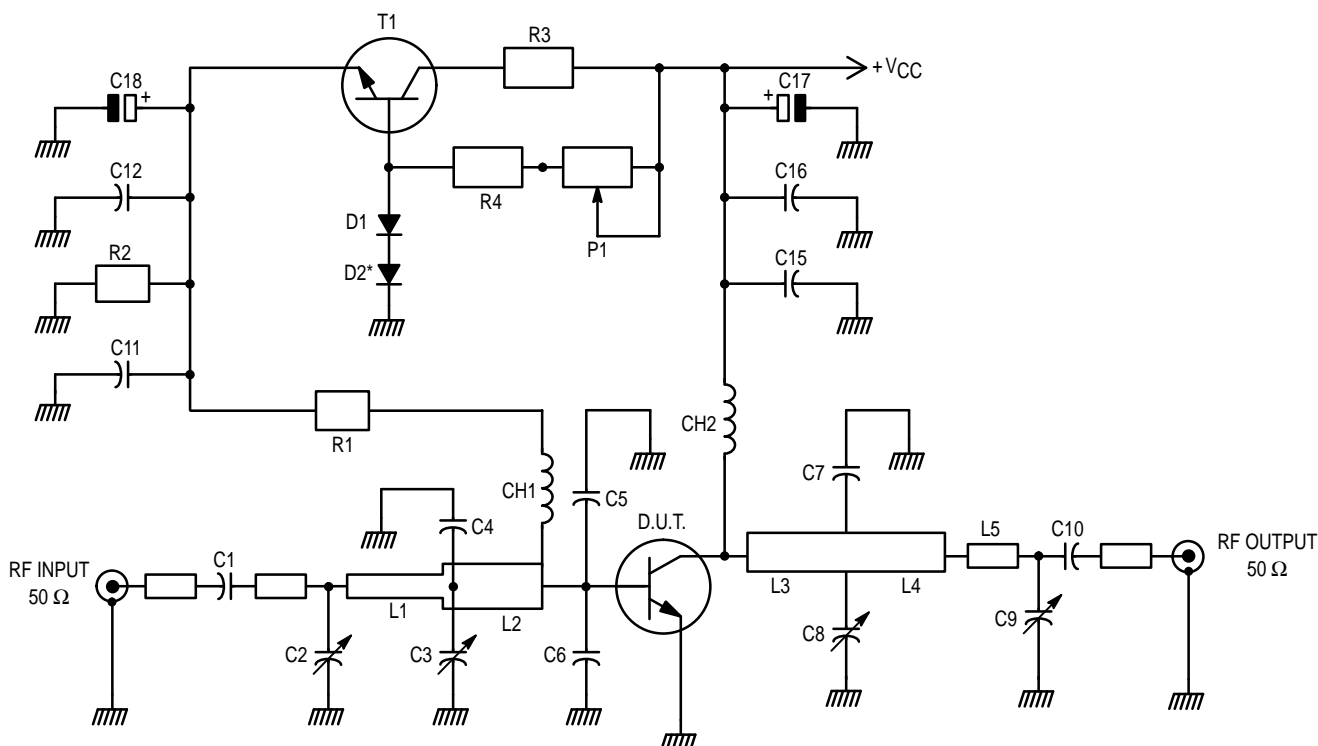 T1
R3
+ VCC
C18
+
+
C17
C12
R4
C16
R2
D1
P1
D2*
C15
C11
R1
CH2
CH1
C5
C7
C4
D.U.T.
RF INPUT
50 Ω
C1
L5
C10
RF OUTPUT
50 Ω
L1
L2
L3
L4
C2
C3
C6
C8
C9